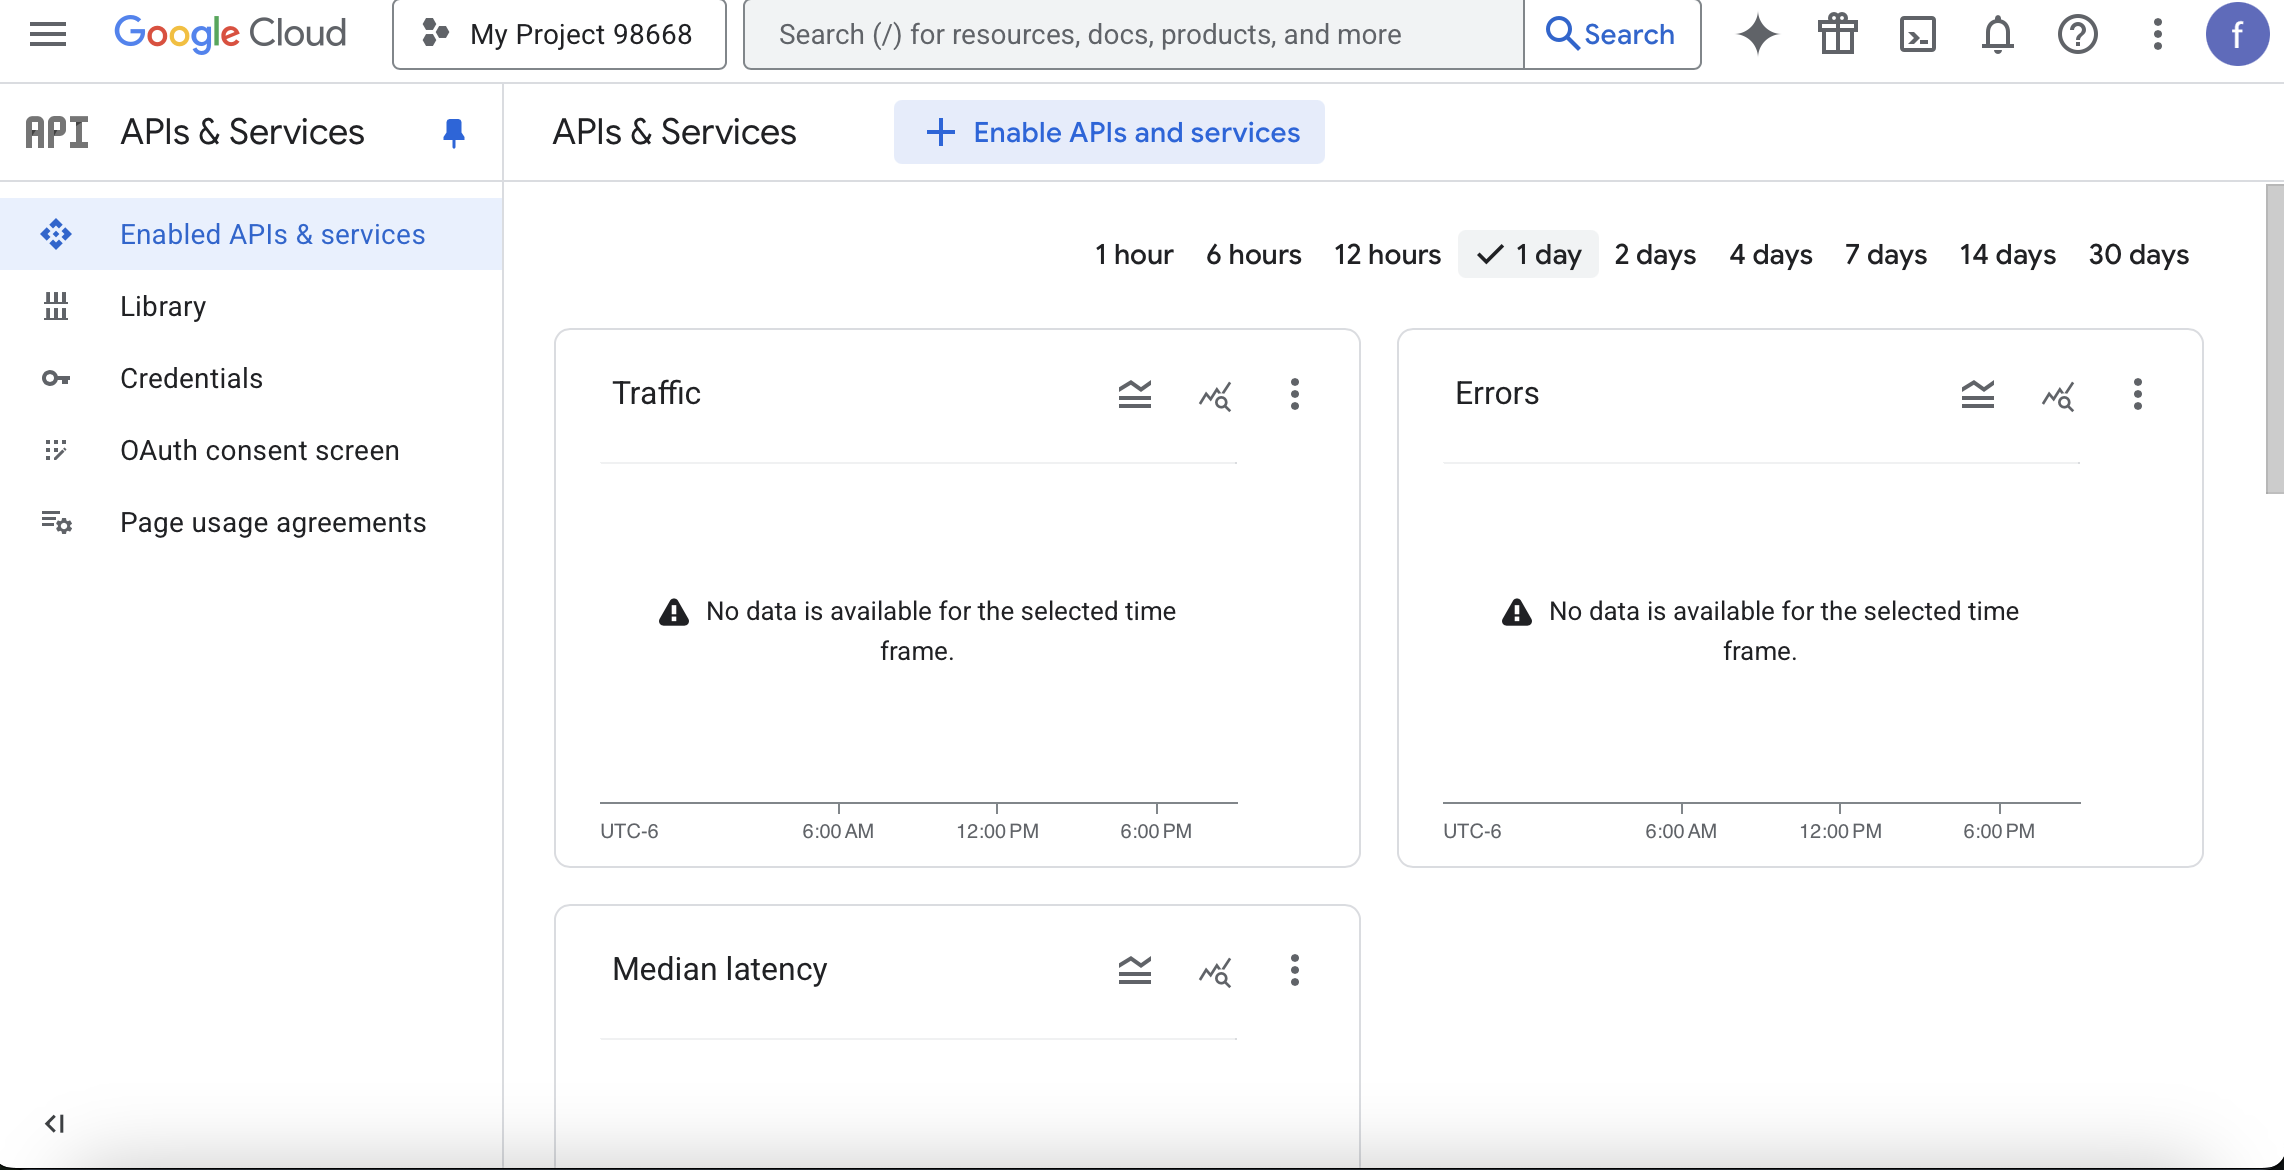 Google Cloud
My Project 98668
Search (/) for resources, docs, products, and more
Search
f
API
APIs & Services
APIs & Services
Enable APIs and services
Enabled APIs & services
Library
Credentials
OAuth consent screen
Page usage agreements
1 hour 6 hours 12 hours 1 day 2 days 4 days 7 days 14 days 30 days
Traffic
No data is available for the selected time
frame.
UTC-6 6:00 AM 12:00 PM 6:00 PM
Errors
No data is available for the selected time
frame.
UTC-6 6:00 AM 12:00 PM 6:00 PM
Median latency